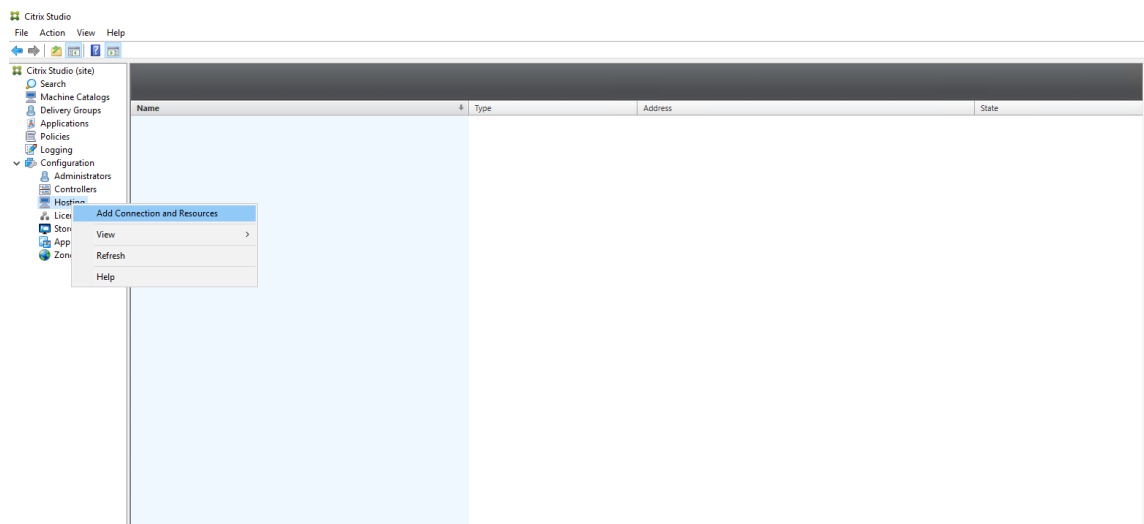 Citrix Studio
File Action View Help
Citrix Studio (site)
Search
Machine Catalogs
Delivery Groups
Applications
Policies
Logging
Configuration
Administrators
Controllers
Hosting
Name Type Address State
Add Connection and Resources
View
Refresh
Help